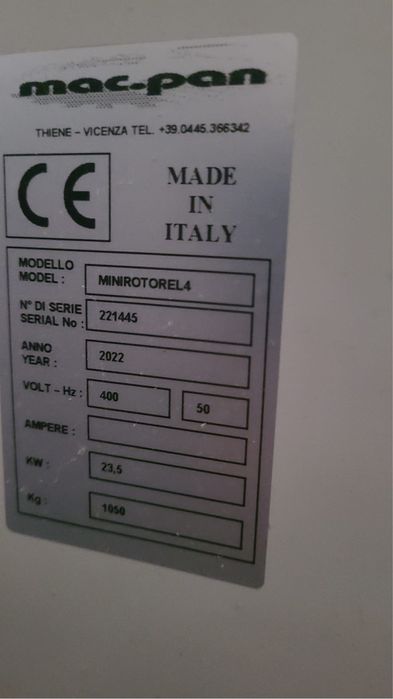 mac.pan
THIENE – VICENZA TEL. +39.0445.366342
CE
MADE
IN
ITALY
MODELLO
MODEL : MINIROTOREL4
N° DI SERIE
SERIAL No : 221445
ANNO
YEAR : 2022
VOLT – Hz : 400 50
AMPERE :
KW : 23,5
Kg : 1050